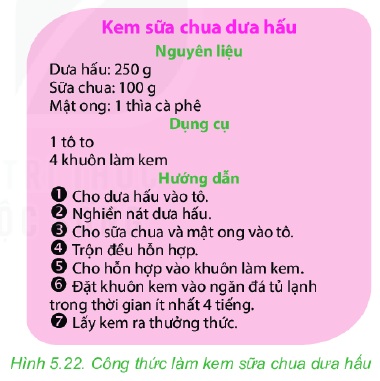 Kem sữa chua dưa hấu
Nguyên liệu
Dưa hấu: 250 g
Sữa chua: 100 g
Mật ong: 1 thìa cà phê
Dụng cụ
1 tô to
4 khuôn làm kem
Hướng dẫn
❶ Cho dưa hấu vào tô.
❷ Nghiền nát dưa hấu.
❸ Cho sữa chua và mật ong vào tô.
❹ Trộn đều hỗn hợp.
❺ Cho hỗn hợp vào khuôn làm kem.
❻ Đặt khuôn kem vào ngăn đá tủ lạnh
trong thời gian ít nhất 4 tiếng.
❼ Lấy kem ra thưởng thức.
Hình 5.22. Công thức làm kem sữa chua dưa hấu